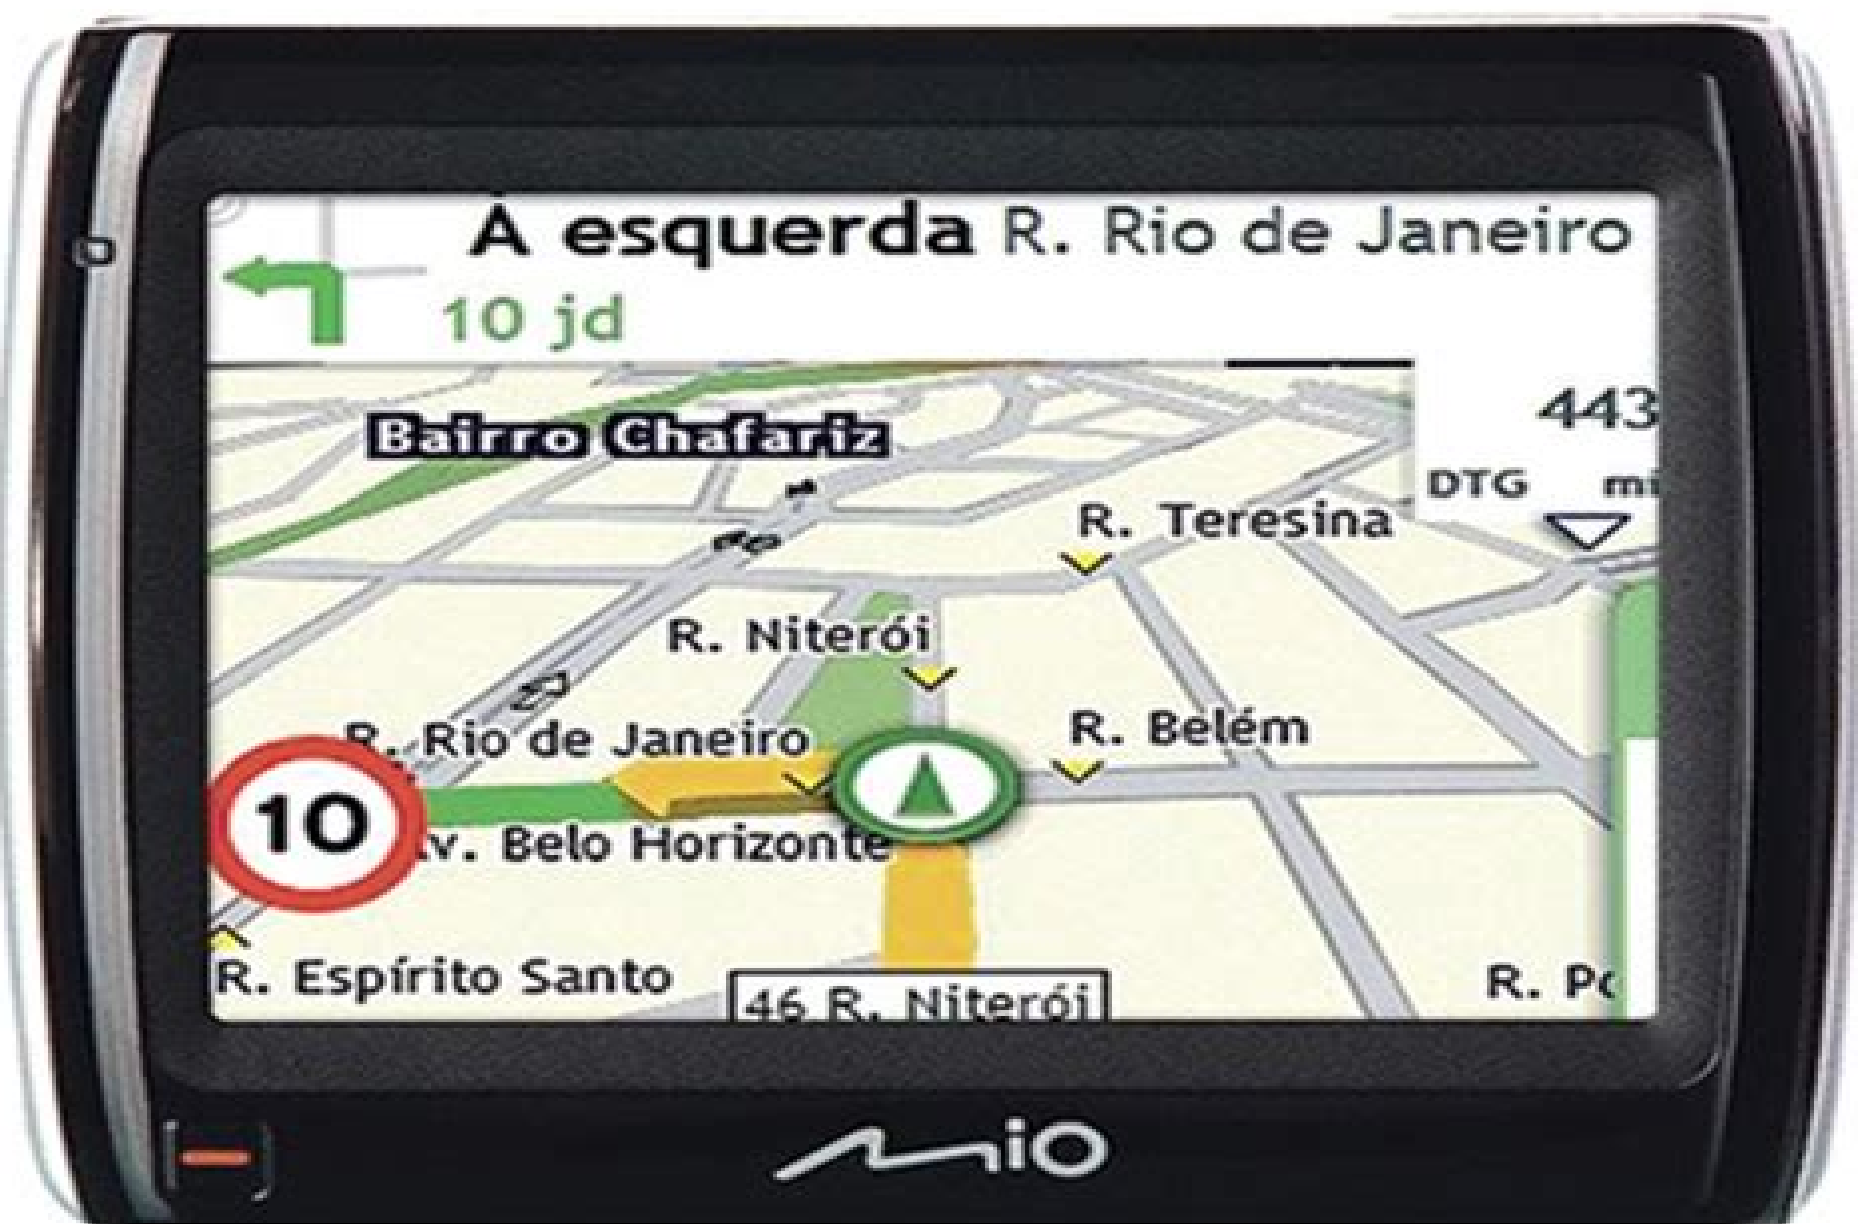 A esquerda R. Rio de Janeiro
10 jd
443
Bairro Chafariz
DTG
R. Teresina
R. Niterói
R. Rio de Janeiro
R. Belém
10
v. Belo Horizonte
R. Espírito Santo
R.
46 R. Niterói
Mio